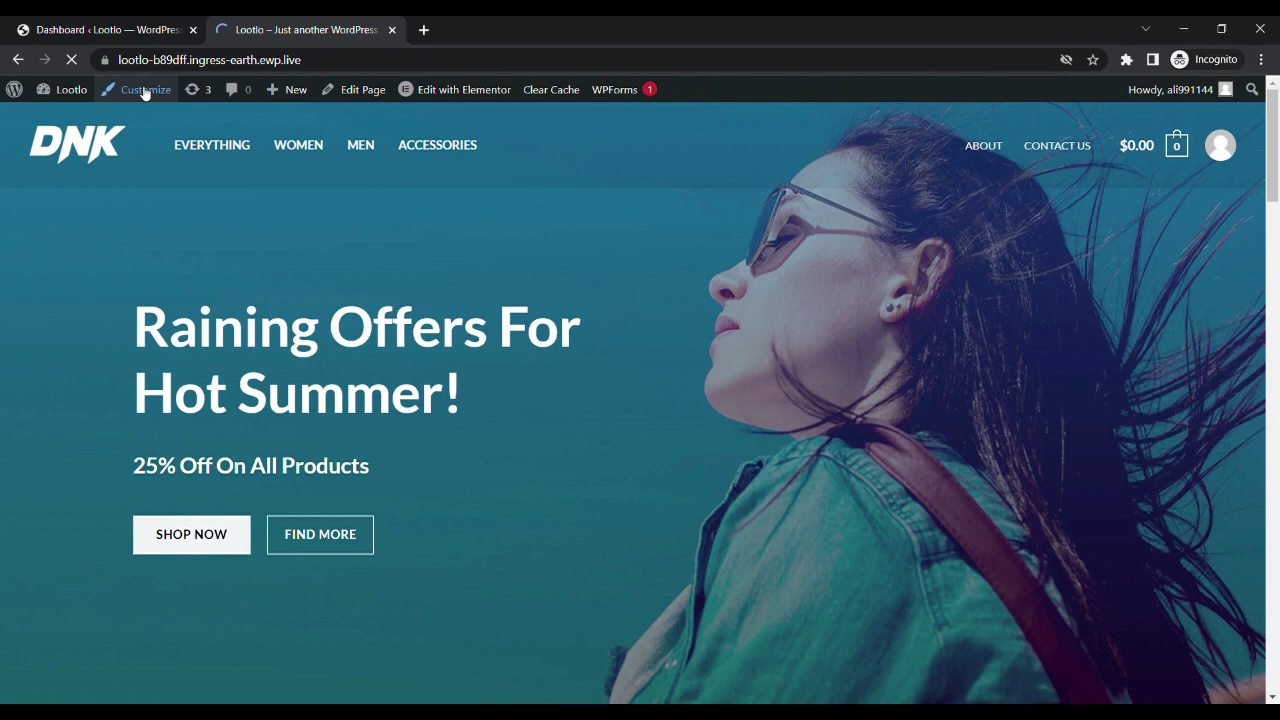 Dashboard ‹ Lootlo — WordPres
Lootlo – Just another WordPress
lootlo-b89dff.ingress-earth.ewp.live
Incognito
Lootlo
Customize
3
0
New
Edit Page
Edit with Elementor
Clear Cache
WPForms
1
Howdy, ali991144
DNK
EVERYTHING
WOMEN
MEN
ACCESSORIES
ABOUT
CONTACT US
$0.00
0
Raining Offers For
Hot Summer!
25% Off On All Products
SHOP NOW
FIND MORE